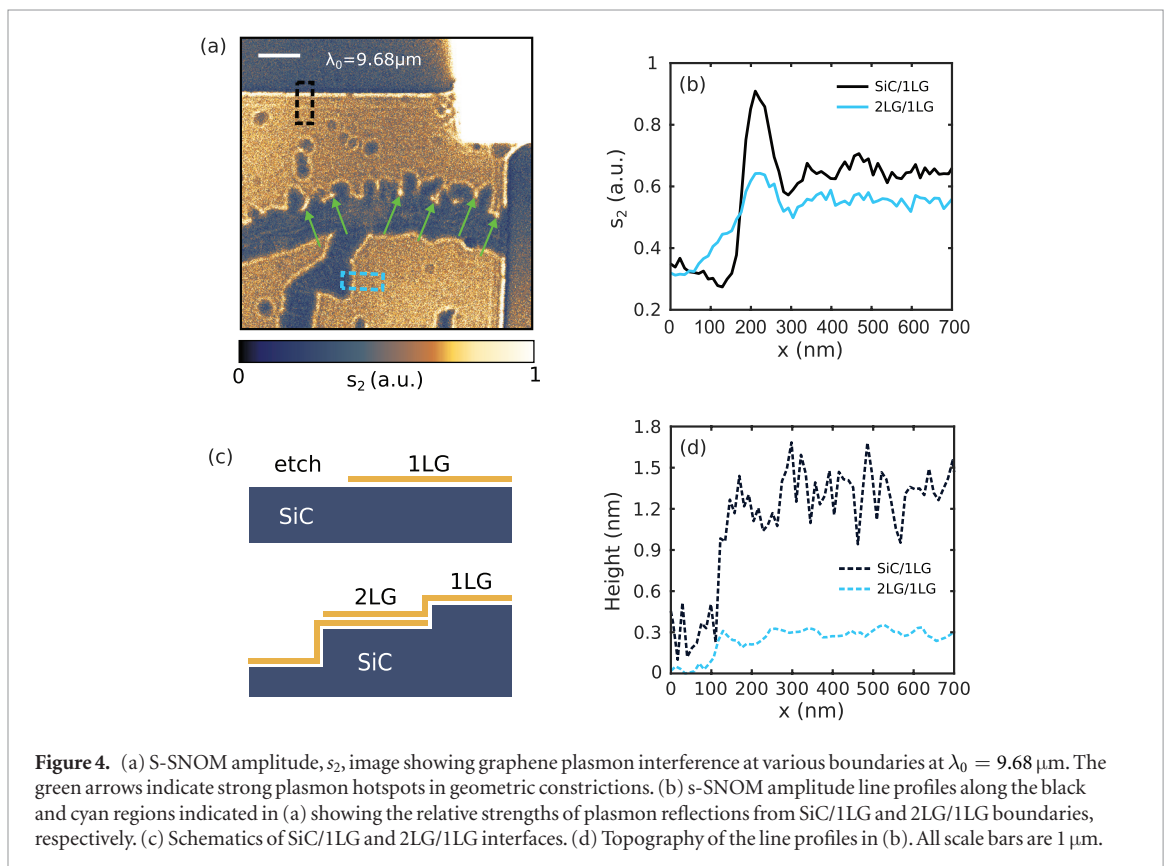 (a)
λ₀=9.68μm
0
1
s₂ (a.u.)
(b)
SiC/1LG
2LG/1LG
1
0.8
0.6
0.4
0.2
s₂ (a.u.)
0 100 200 300 400 500 600 700
x (nm)
(c)
etch
1LG
SiC
1LG
2LG
SiC
(d)
1.8
1.5
1.2
0.9
0.6
0.3
0
Height (nm)
SiC/1LG
2LG/1LG
0 100 200 300 400 500 600 700
x (nm)
Figure 4. (a) S-SNOM amplitude, s₂, image showing graphene plasmon interference at various boundaries at λ₀ = 9.68 μm. The
green arrows indicate strong plasmon hotspots in geometric constrictions. (b) s-SNOM amplitude line profiles along the black
and cyan regions indicated in (a) showing the relative strengths of plasmon reflections from SiC/1LG and 2LG/1LG boundaries,
respectively. (c) Schematics of SiC/1LG and 2LG/1LG interfaces. (d) Topography of the line profiles in (b). All scale bars are 1 μm.